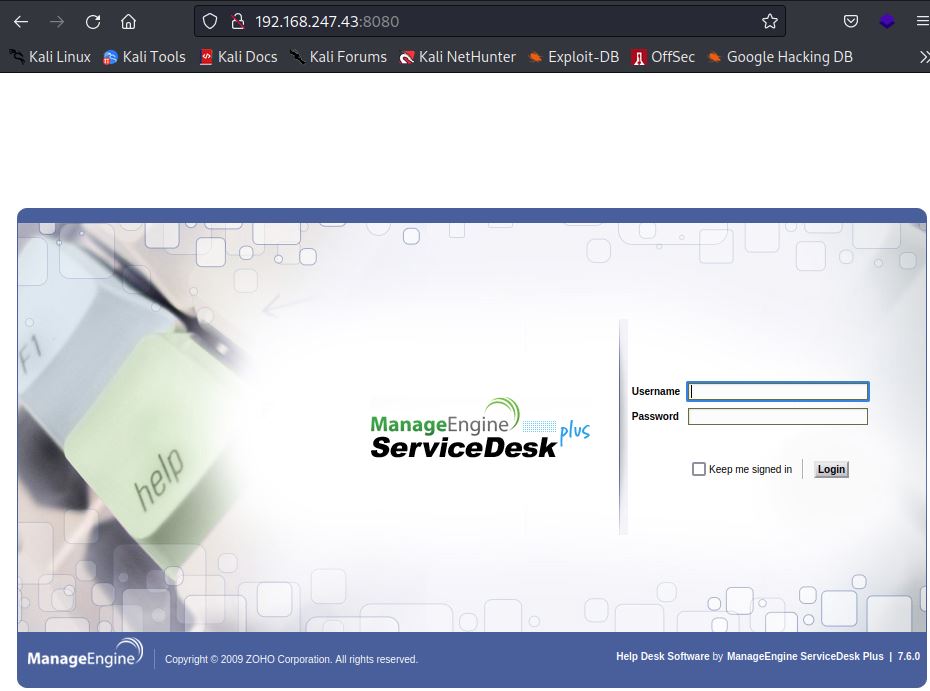 192.168.247.43:8080
Kali Linux Kali Tools Kali Docs Kali Forums Kali NetHunter Exploit-DB OffSec Google Hacking DB
F1
help
ManageEngine
ServiceDesk plus
Username
Password
Keep me signed in Login
ManageEngine Copyright © 2009 ZOHO Corporation. All rights reserved. Help Desk Software by ManageEngine ServiceDesk Plus | 7.6.0